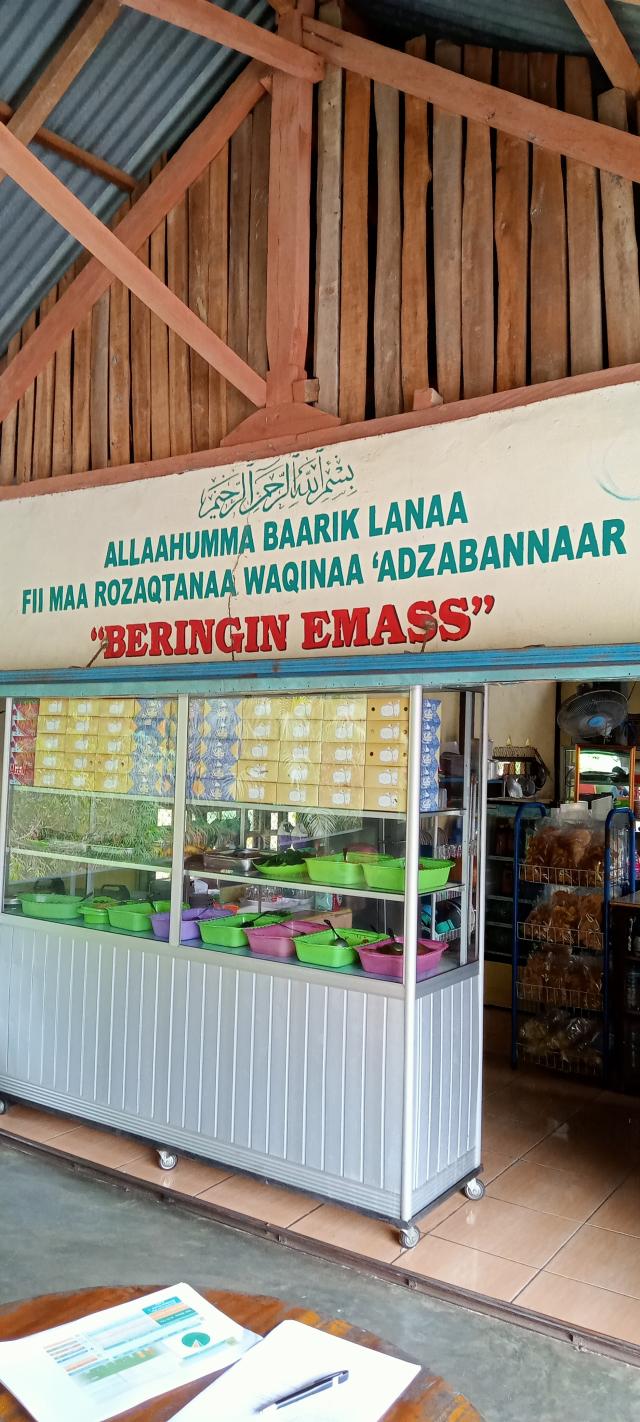 بسم الله الرحمن الرحيم
ALLAAHUMMA BAARIK LANAA
FII MAA ROZAQTANAA WAQINAA 'ADZABANNAAR
"BERINGIN EMASS"